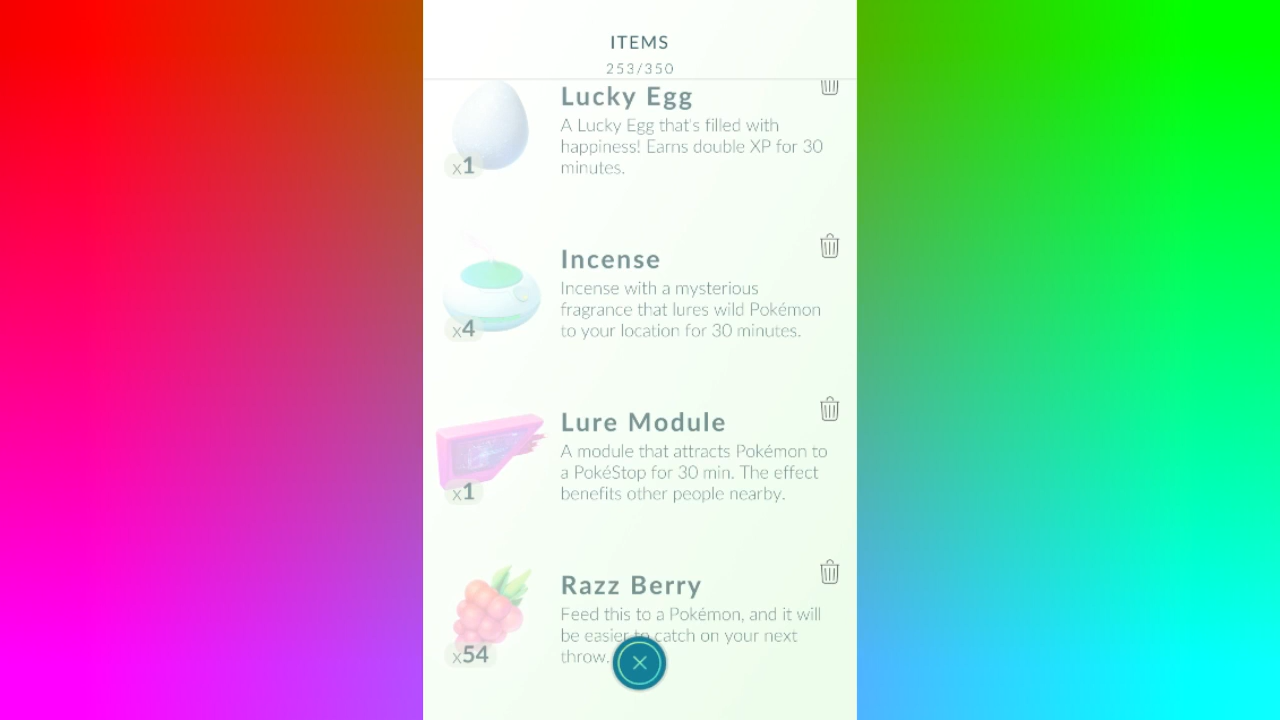 ITEMS
253/350
Lucky Egg
A Lucky Egg that's filled with
happiness! Earns double XP for 30
minutes.
x1
Incense
Incense with a mysterious
fragrance that lures wild Pokémon
to your location for 30 minutes.
x4
Lure Module
A module that attracts Pokémon to
a PokéStop for 30 min. The effect
benefits other people nearby.
x1
Razz Berry
Feed this to a Pokémon, and it will
be easier to catch on your next
throw.
x54